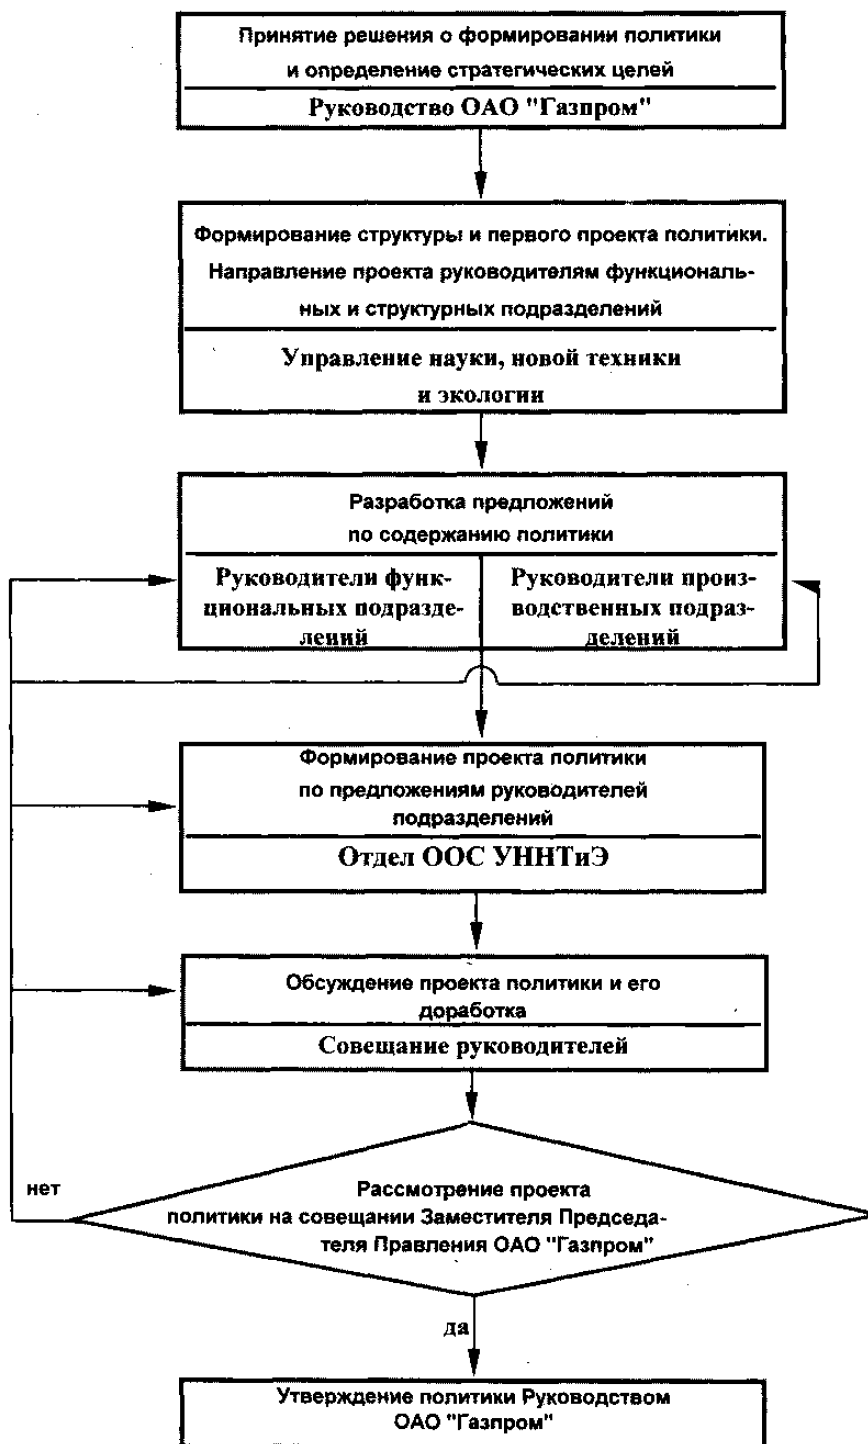 Принятие решения о формировании политики
и определение стратегических целей
Руководство ОАО "Газпром"
Формирование структуры и первого проекта политики.
Направление проекта руководителям функциональ-
ных и структурных подразделений
Управление науки, новой техники
и экологии
Разработка предложений
по содержанию политики
Руководители функ-
циональных подразде-
лений
Руководители произ-
водственных подраз-
делений
Формирование проекта политики
по предложениям руководителей
подразделений
Отдел ООС УННТиЭ
Обсуждение проекта политики и его
доработка
Совещание руководителей
нет
Рассмотрение проекта
политики на совещании Заместителя Председа-
теля Правления ОАО "Газпром"
да
Утверждение политики Руководством
ОАО "Газпром"